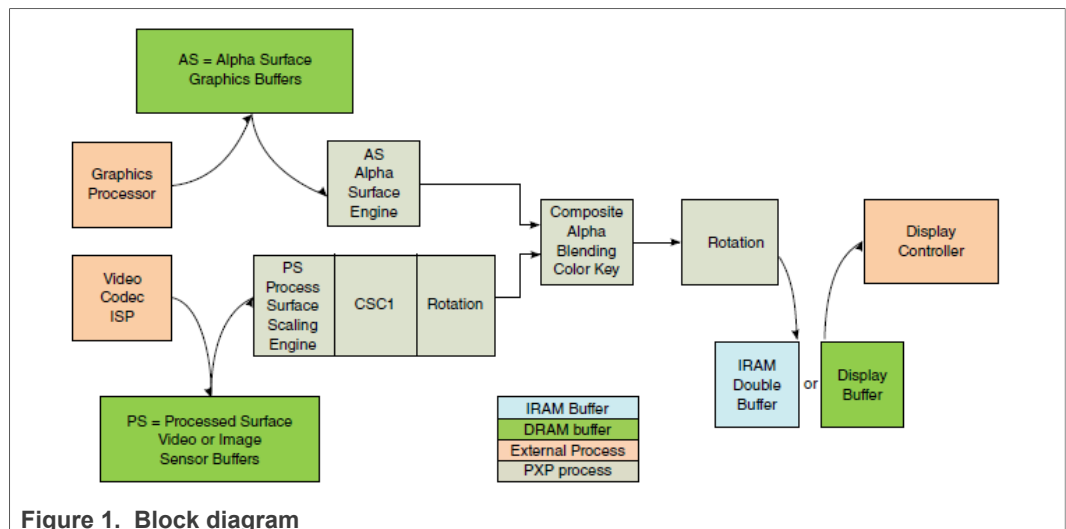 AS = Alpha Surface
Graphics Buffers
Graphics
Processor
AS
Alpha
Surface
Engine
Composite
Alpha
Blending
Color Key
Rotation
Display
Controller
Video
Codec
ISP
PS
Process
Surface
Scaling
Engine
CSC1
Rotation
IRAM
Double
Buffer
or
Display
Buffer
PS = Processed Surface
Video or Image
Sensor Buffers
IRAM Buffer
DRAM buffer
External Process
PXP process
Figure 1. Block diagram